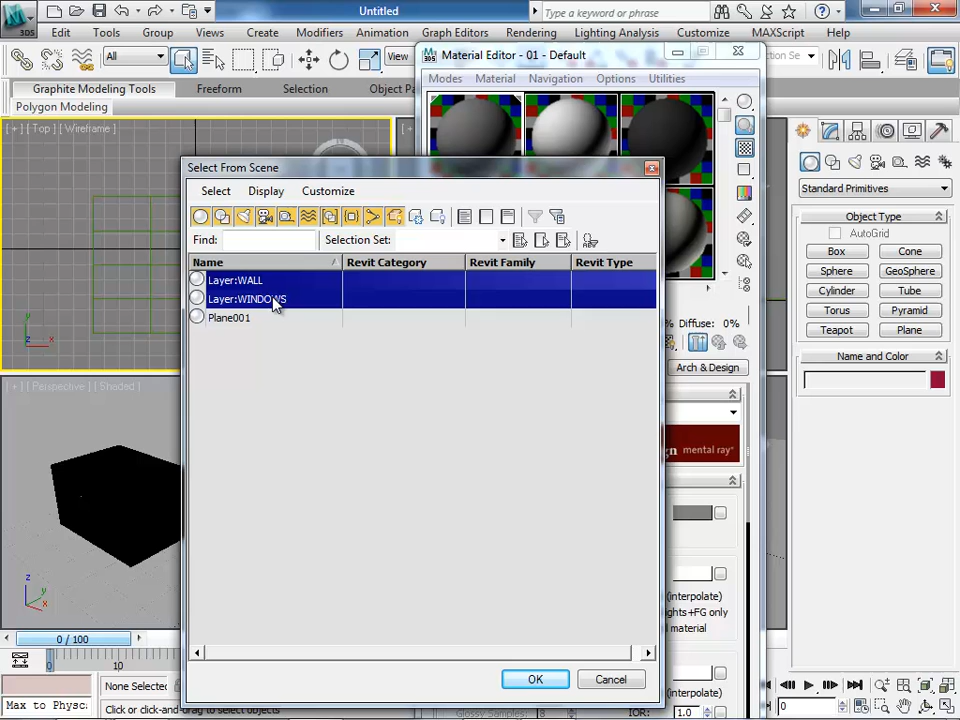 Untitled
Type a keyword or phrase
3DS
Edit Tools Group Views Create Animation Graph Editors Rendering Lighting Analysis Customize MAXScript Help
All
View
Graphite Modeling Tools Freeform Selection Object Pa
Polygon Modeling
Material Editor - 01 - Default
Modes Material Navigation Options Utilities
[ + ] [ Top ] [ Wireframe ]
Select From Scene
Select Display Customize
Find: Selection Set:
Name Revit Category Revit Family Revit Type
Layer:WALL
Layer:WINDOWS
Plane001
Diffuse: 0%
Arch & Design
mental ray
(interpolate)
ghts+FG only
material
(interpolate)
Glossy Samples 8 IOR: 1.0
OK Cancel
Standard Primitives
Object Type
AutoGrid
Box Cone
Sphere GeoSphere
Cylinder Tube
Torus Pyramid
Teapot Plane
Name and Color
y
z x
[ + ] [ Perspective ] [ Shaded ]
z
y
x
0 / 100
0 10
None Selected
Max to Physc
Click or click-and-drag to select objects
0